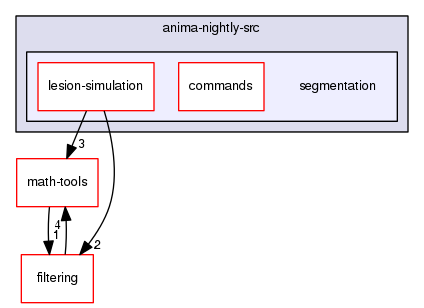 anima-nightly-src
lesion-simulation
commands
segmentation
3
math-tools
4
1
2
filtering